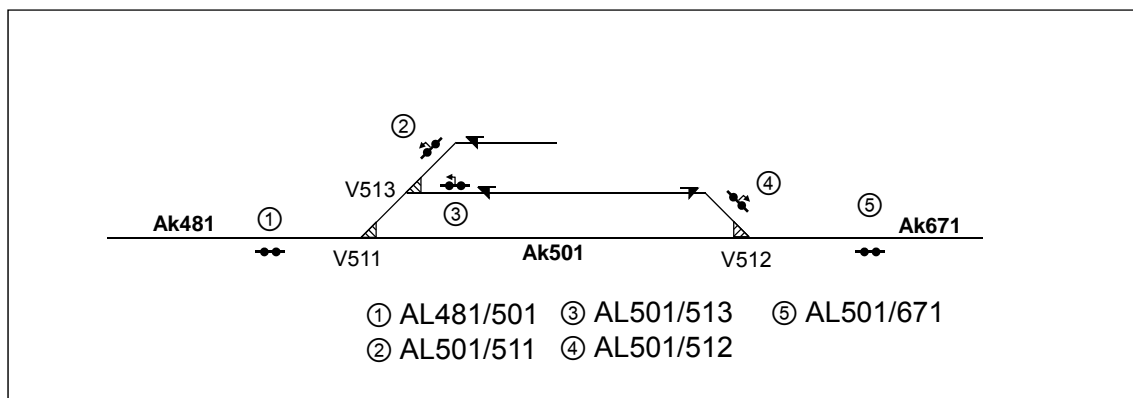 ②
④
V513
①
③
⑤
Ak481
Ak671
V511
Ak501
V512
① AL481/501 ③ AL501/513 ⑤ AL501/671
② AL501/511 ④ AL501/512